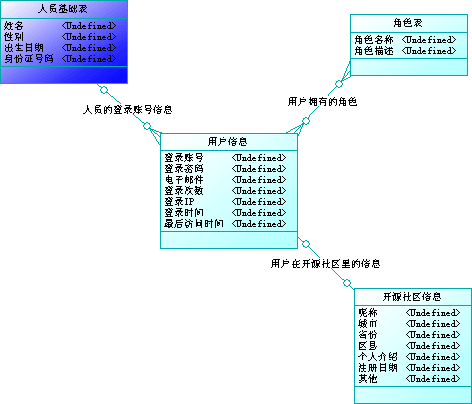 人员基础表
姓名 <Undefined>
性别 <Undefined>
出生日期 <Undefined>
身份证号码 <Undefined>
角色表
角色名称 <Undefined>
角色描述 <Undefined>
人员的登录账号信息
用户拥有的角色
用户信息
登录账号 <Undefined>
登录密码 <Undefined>
电子邮件 <Undefined>
登录次数 <Undefined>
登录IP <Undefined>
登录时间 <Undefined>
最后访问时间 <Undefined>
用户在开源社区里的信息
开源社区信息
昵称 <Undefined>
城市 <Undefined>
省份 <Undefined>
区县 <Undefined>
个人介绍 <Undefined>
注册日期 <Undefined>
其他 <Undefined>